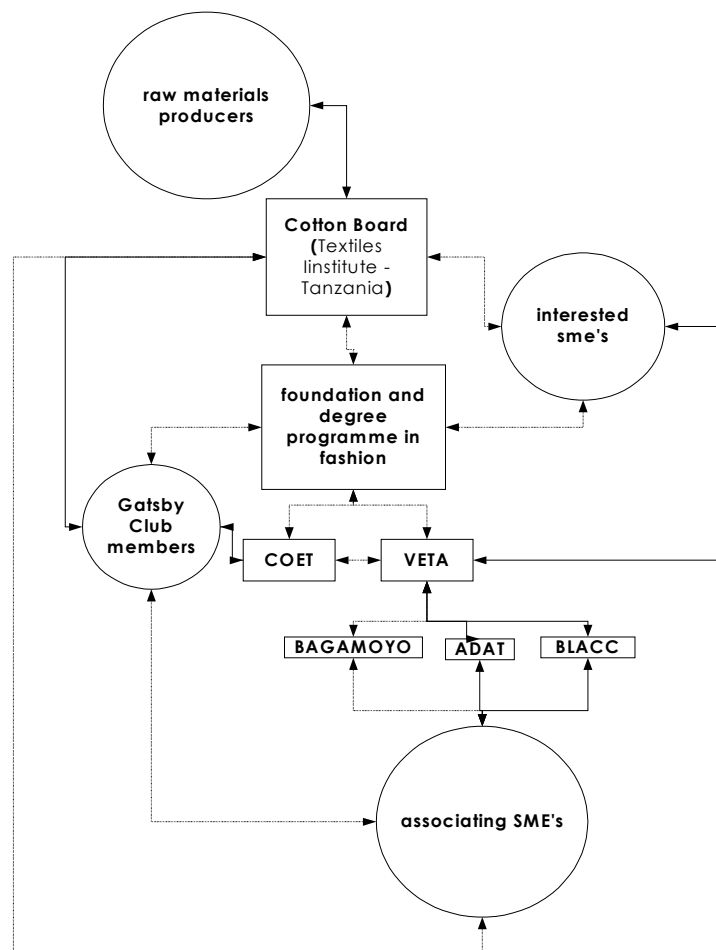 raw materials
producers
Cotton Board
(Textiles
Iinstitute -
Tanzania)
interested
sme's
foundation and
degree
programme in
fashion
Gatsby
Club
members
COET
VETA
BAGAMOYO
ADAT
BLACC
associating SME's